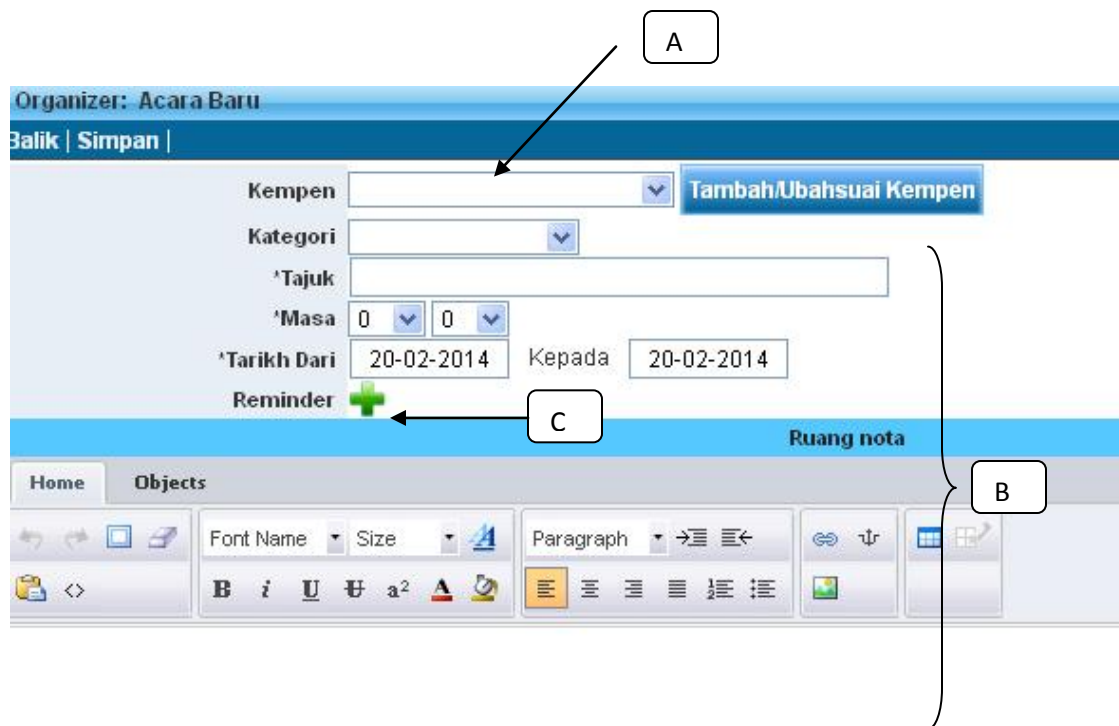 A
Organizer: Acara Baru
Balik | Simpan |
Kempen Tambah/Ubahsuai Kempen
Kategori
*Tajuk
*Masa 0 0
*Tarikh Dari 20-02-2014 Kepada 20-02-2014
Reminder
C
Ruang nota
Home Objects
B
Font Name Size A Paragraph
B i U U a² A